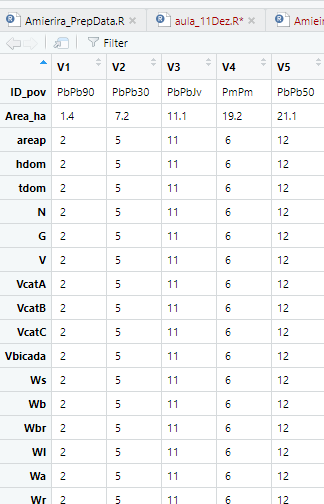 Amierira_PrepData.R aula_11Dez.R* Amiei
Filter
V1 V2 V3 V4 V5
ID_pov PbPb90 PbPb30 PbPbJv PmPm PbPb50
Area_ha 1.4 7.2 11.1 19.2 21.1
areap 2 5 11 6 12
hdom 2 5 11 6 12
tdom 2 5 11 6 12
N 2 5 11 6 12
G 2 5 11 6 12
V 2 5 11 6 12
VcatA 2 5 11 6 12
VcatB 2 5 11 6 12
VcatC 2 5 11 6 12
Vbicada 2 5 11 6 12
Ws 2 5 11 6 12
Wb 2 5 11 6 12
Wbr 2 5 11 6 12
Wl 2 5 11 6 12
Wa 2 5 11 6 12
Wr 2 5 11 6 12